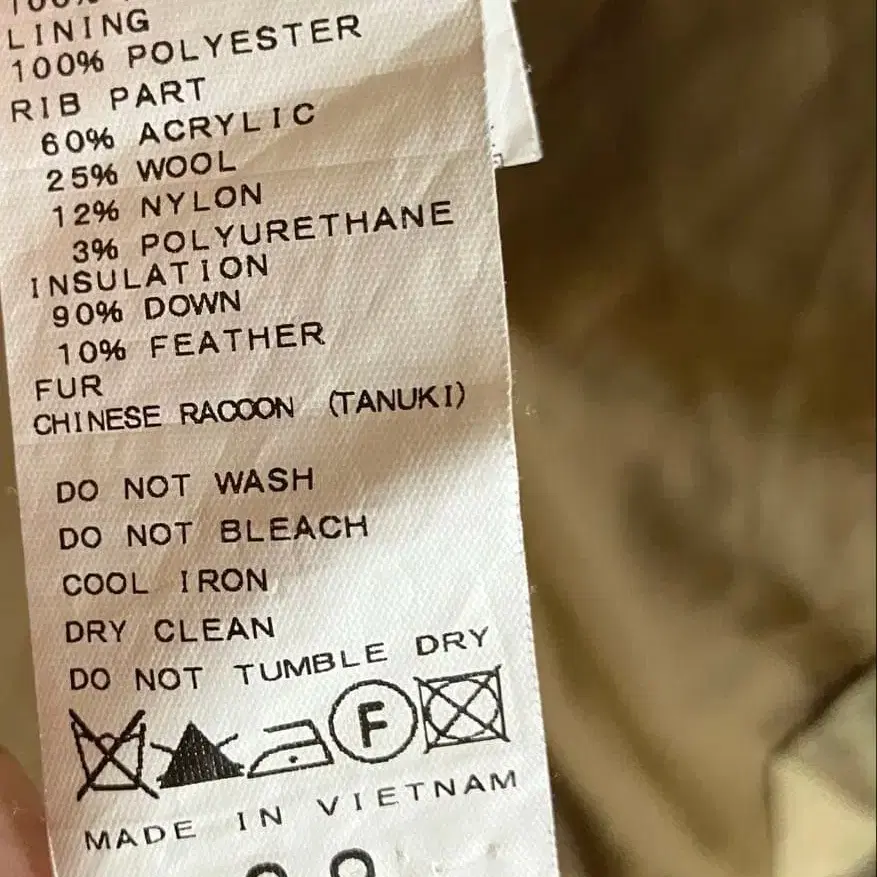 100%
LINING
100% POLYESTER
RIB PART
60% ACRYLIC
25% WOOL
12% NYLON
3% POLYURETHANE
INSULATION
90% DOWN
10% FEATHER
FUR
CHINESE RACOON (TANUKI)
DO NOT WASH
DO NOT BLEACH
COOL IRON
DRY CLEAN
DO NOT TUMBLE DRY
F
MADE IN VIETNAM